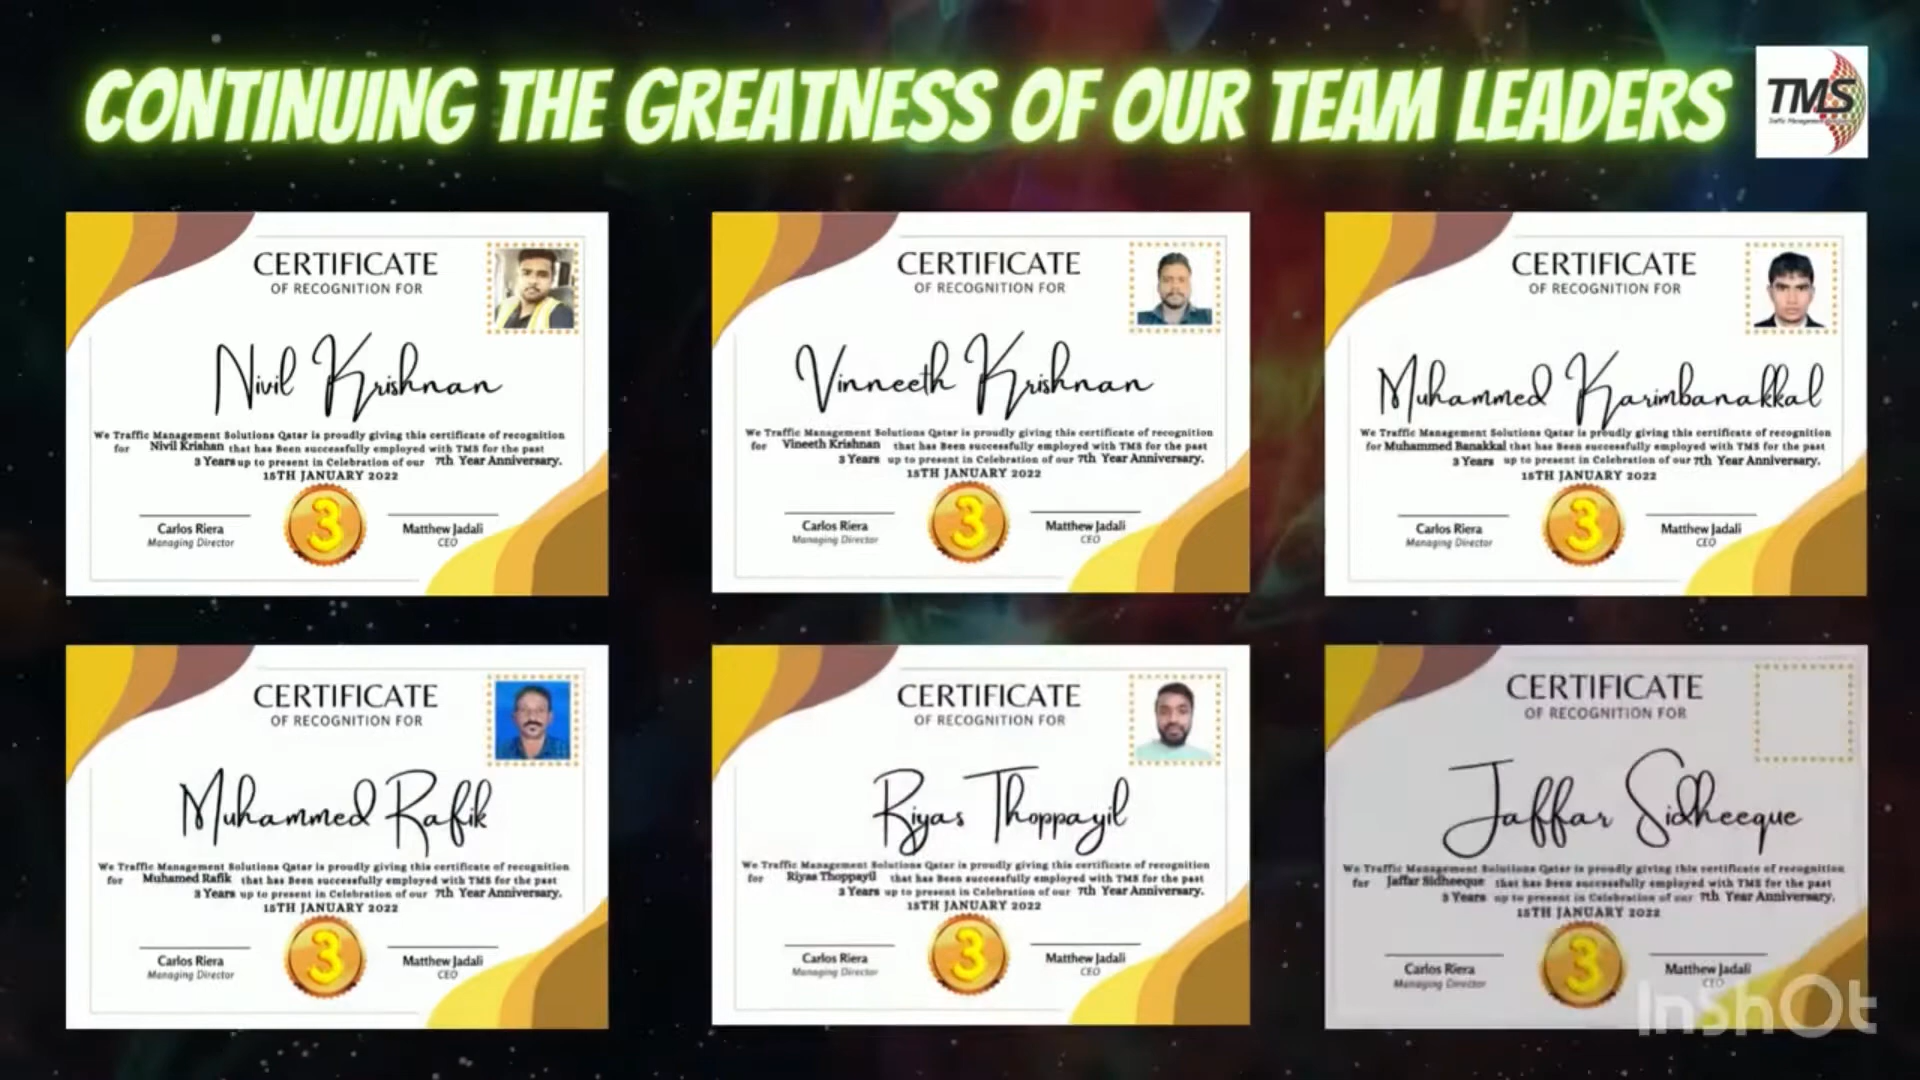 CONTINUING THE GREATNESS OF OUR TEAM LEADERS
TMS
CERTIFICATE
OF RECOGNITION FOR
Nivil Krishnan
We Traffic Management Solutions Qatar is proudly giving this certificate of recognition
for Nivil Krishan that has Been successfully employed with TMS for the past
3 Years up to present in Celebration of our 7th Year Anniversary.
15TH JANUARY 2022
3
Carlos Riera
Managing Director
Matthew Jadali
CEO
CERTIFICATE
OF RECOGNITION FOR
Vinneeth Krishnan
We Traffic Management Solutions Qatar is proudly giving this certificate of recognition
for Vineeth Krishnan that has Been successfully employed with TMS for the past
3 Years up to present in Celebration of our 7th Year Anniversary.
15TH JANUARY 2022
3
Carlos Riera
Managing Director
Matthew Jadali
CEO
CERTIFICATE
OF RECOGNITION FOR
Muhammed Karimbanakkal
We Traffic Management Solutions Qatar is proudly giving this certificate of recognition
for Muhammed Banakkal that has Been successfully employed with TMS for the past
3 Years up to present in Celebration of our 7th Year Anniversary.
15TH JANUARY 2022
3
Carlos Riera
Managing Director
Matthew Jadali
CEO
CERTIFICATE
OF RECOGNITION FOR
Muhammed Rafik
We Traffic Management Solutions Qatar is proudly giving this certificate of recognition
for Muhamed Rafik that has Been successfully employed with TMS for the past
3 Years up to present in Celebration of our 7th Year Anniversary.
15TH JANUARY 2022
3
Carlos Riera
Managing Director
Matthew Jadali
CEO
CERTIFICATE
OF RECOGNITION FOR
Riyas Thoppayil
We Traffic Management Solutions Qatar is proudly giving this certificate of recognition
for Riyas Thoppayil that has Been successfully employed with TMS for the past
3 Years up to present in Celebration of our 7th Year Anniversary.
15TH JANUARY 2022
3
Carlos Riera
Managing Director
Matthew Jadali
CEO
CERTIFICATE
OF RECOGNITION FOR
Jaffar Sidheeque
We Traffic Management Solutions Qatar is proudly giving this certificate of recognition
for Jaffar Sidheeque that has Been successfully employed with TMS for the past
3 Years up to present in Celebration of our 7th Year Anniversary.
15TH JANUARY 2022
3
Carlos Riera
Managing Director
Matthew Jadali
CEO
InShOt